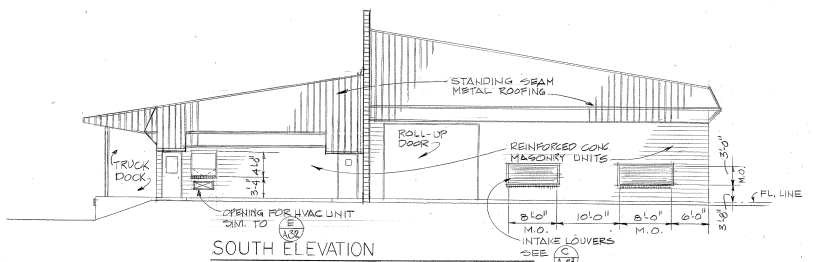 STANDING SEAM
METAL ROOFING
ROLL-UP
DOOR
REINFORCED CONC
MASONRY UNITS
TRUCK
DOCK
4'-0"
3'-4"
3'-0"
M.O.
FL. LINE
3'-8"
OPENING FOR HVAC UNIT
SIM. TO E
A/32
8'-0" 10'-0" 8'-0" 6'-0"
M.O. M.O.
INTAKE LOUVERS
SEE C
SOUTH ELEVATION